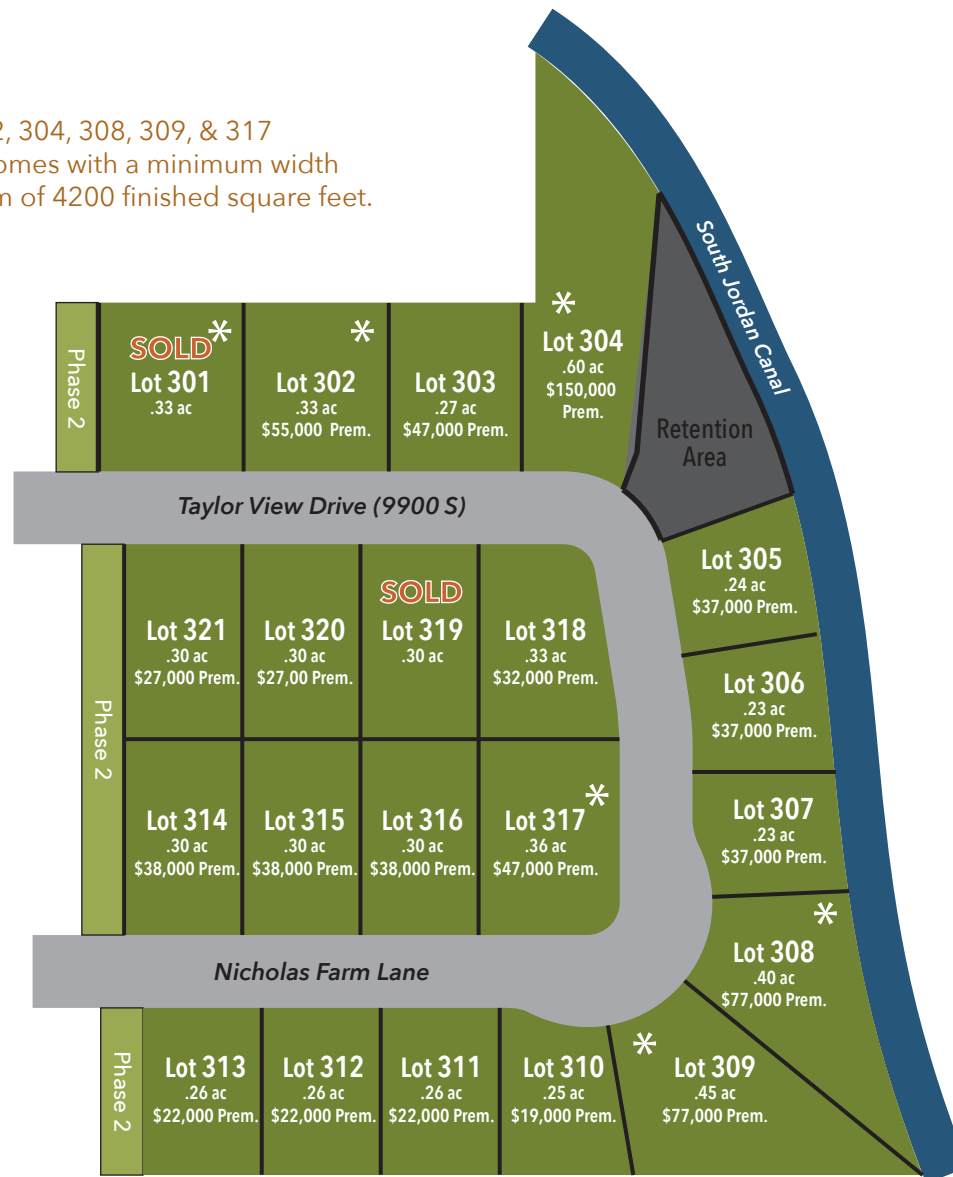 2, 304, 308, 309, & 317
omes with a minimum width
m of 4200 finished square feet.
South Jordan Canal
Phase 2
SOLD*
Lot 301
.33 ac
*
Lot 302
.33 ac
$55,000 Prem.
Lot 303
.27 ac
$47,000 Prem.
*
Lot 304
.60 ac
$150,000
Prem.
Retention
Area
Taylor View Drive (9900 S)
Phase 2
Lot 321
.30 ac
$27,000 Prem.
Lot 320
.30 ac
$27,00 Prem.
SOLD
Lot 319
.30 ac
Lot 318
.33 ac
$32,000 Prem.
Lot 305
.24 ac
$37,000 Prem.
Lot 306
.23 ac
$37,000 Prem.
Lot 314
.30 ac
$38,000 Prem.
Lot 315
.30 ac
$38,000 Prem.
Lot 316
.30 ac
$38,000 Prem.
Lot 317*
.36 ac
$47,000 Prem.
Lot 307
.23 ac
$37,000 Prem.
*
Lot 308
.40 ac
$77,000 Prem.
Nicholas Farm Lane
Phase 2
Lot 313
.26 ac
$22,000 Prem.
Lot 312
.26 ac
$22,000 Prem.
Lot 311
.26 ac
$22,000 Prem.
Lot 310
.25 ac
$19,000 Prem.
*
Lot 309
.45 ac
$77,000 Prem.